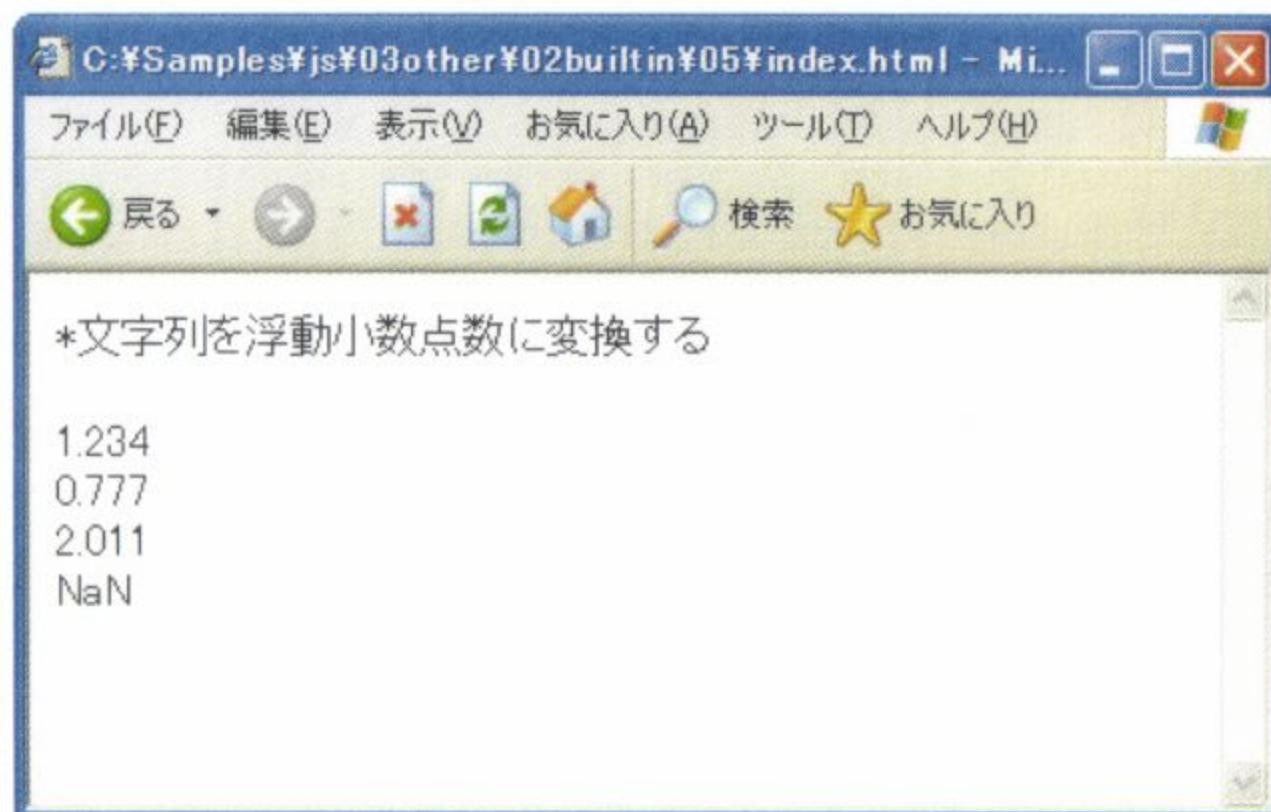 C:¥Samples¥js¥03other¥02builtin¥05¥index.html - Mi...
ファイル(F) 編集(E) 表示(V) お気に入り(A) ツール(T) ヘルプ(H)
戻る 検索 お気に入り
*文字列を浮動小数点数に変換する
1.234
0.777
2.011
NaN